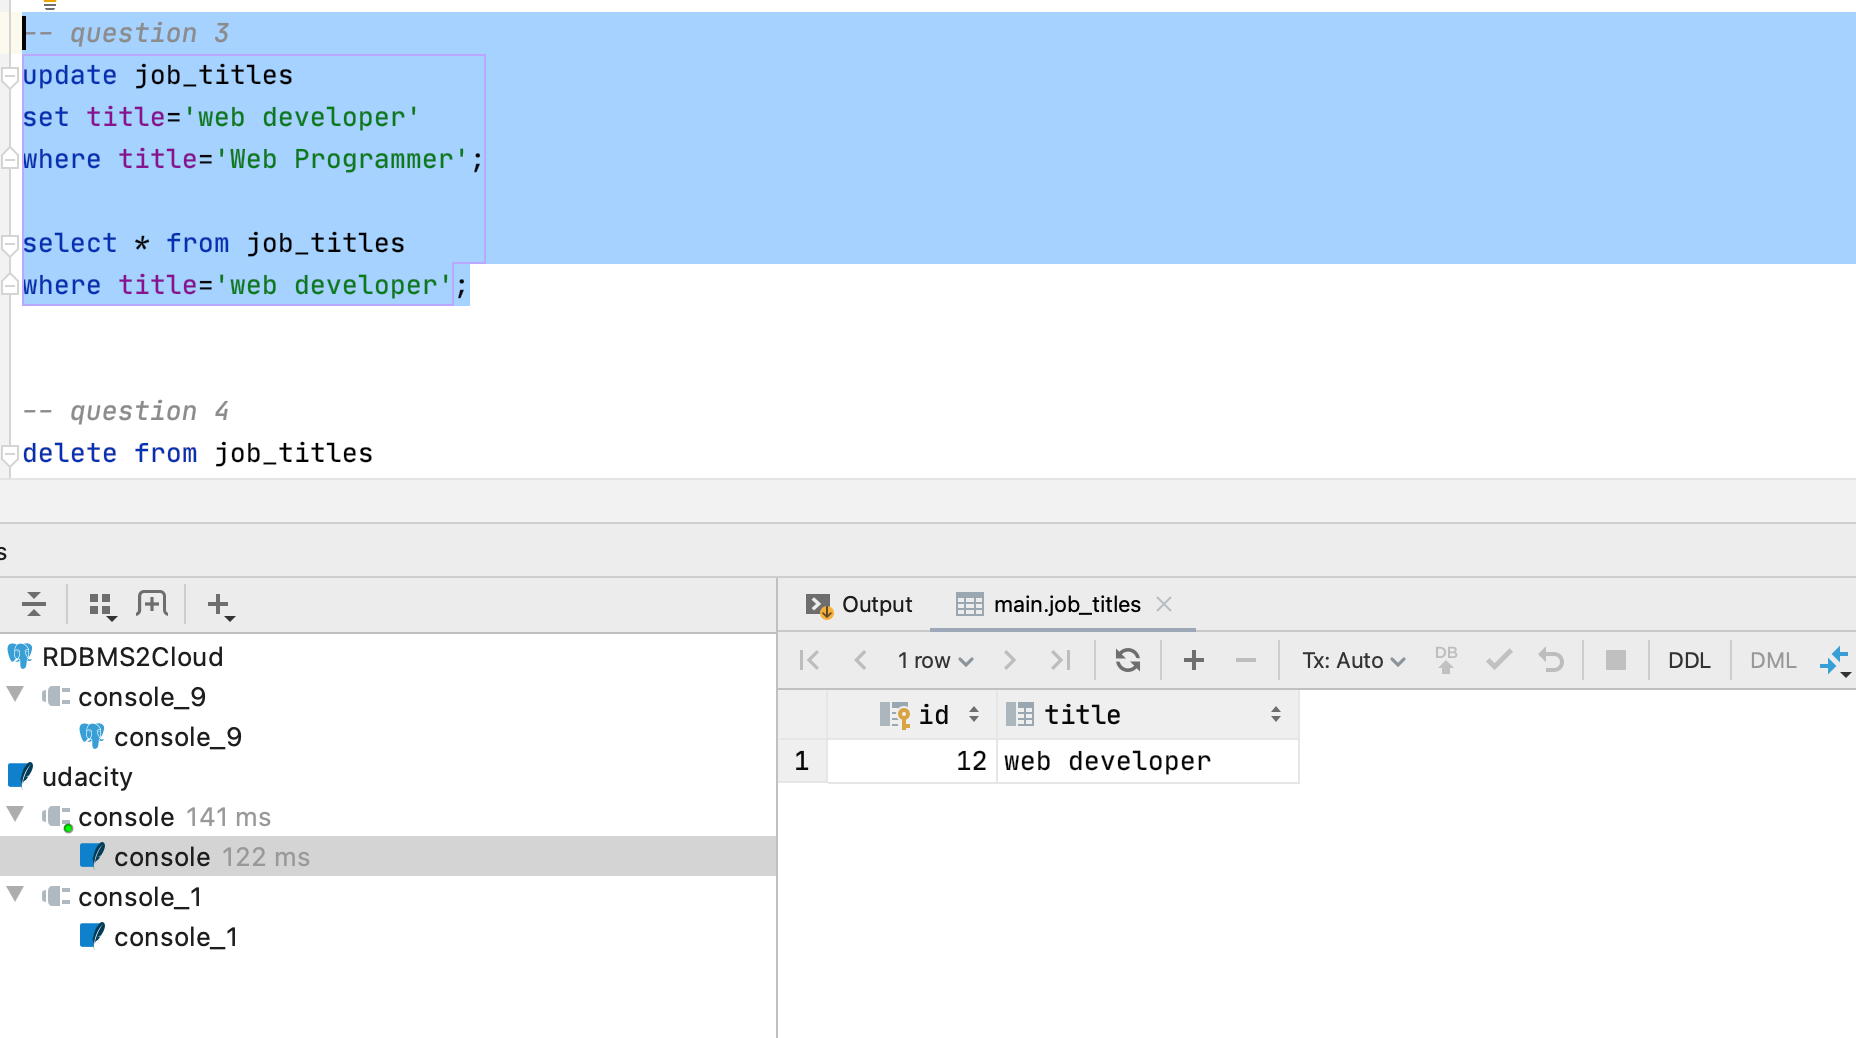 -- question 3
update job_titles
set title='web developer'
where title='Web Programmer';
select * from job_titles
where title='web developer';
-- question 4
delete from job_titles
s
Output main.job_titles
1 row Tx: Auto DB DDL DML
id title
1 12 web developer
RDBMS2Cloud
console_9
console_9
udacity
console 141 ms
console 122 ms
console_1
console_1